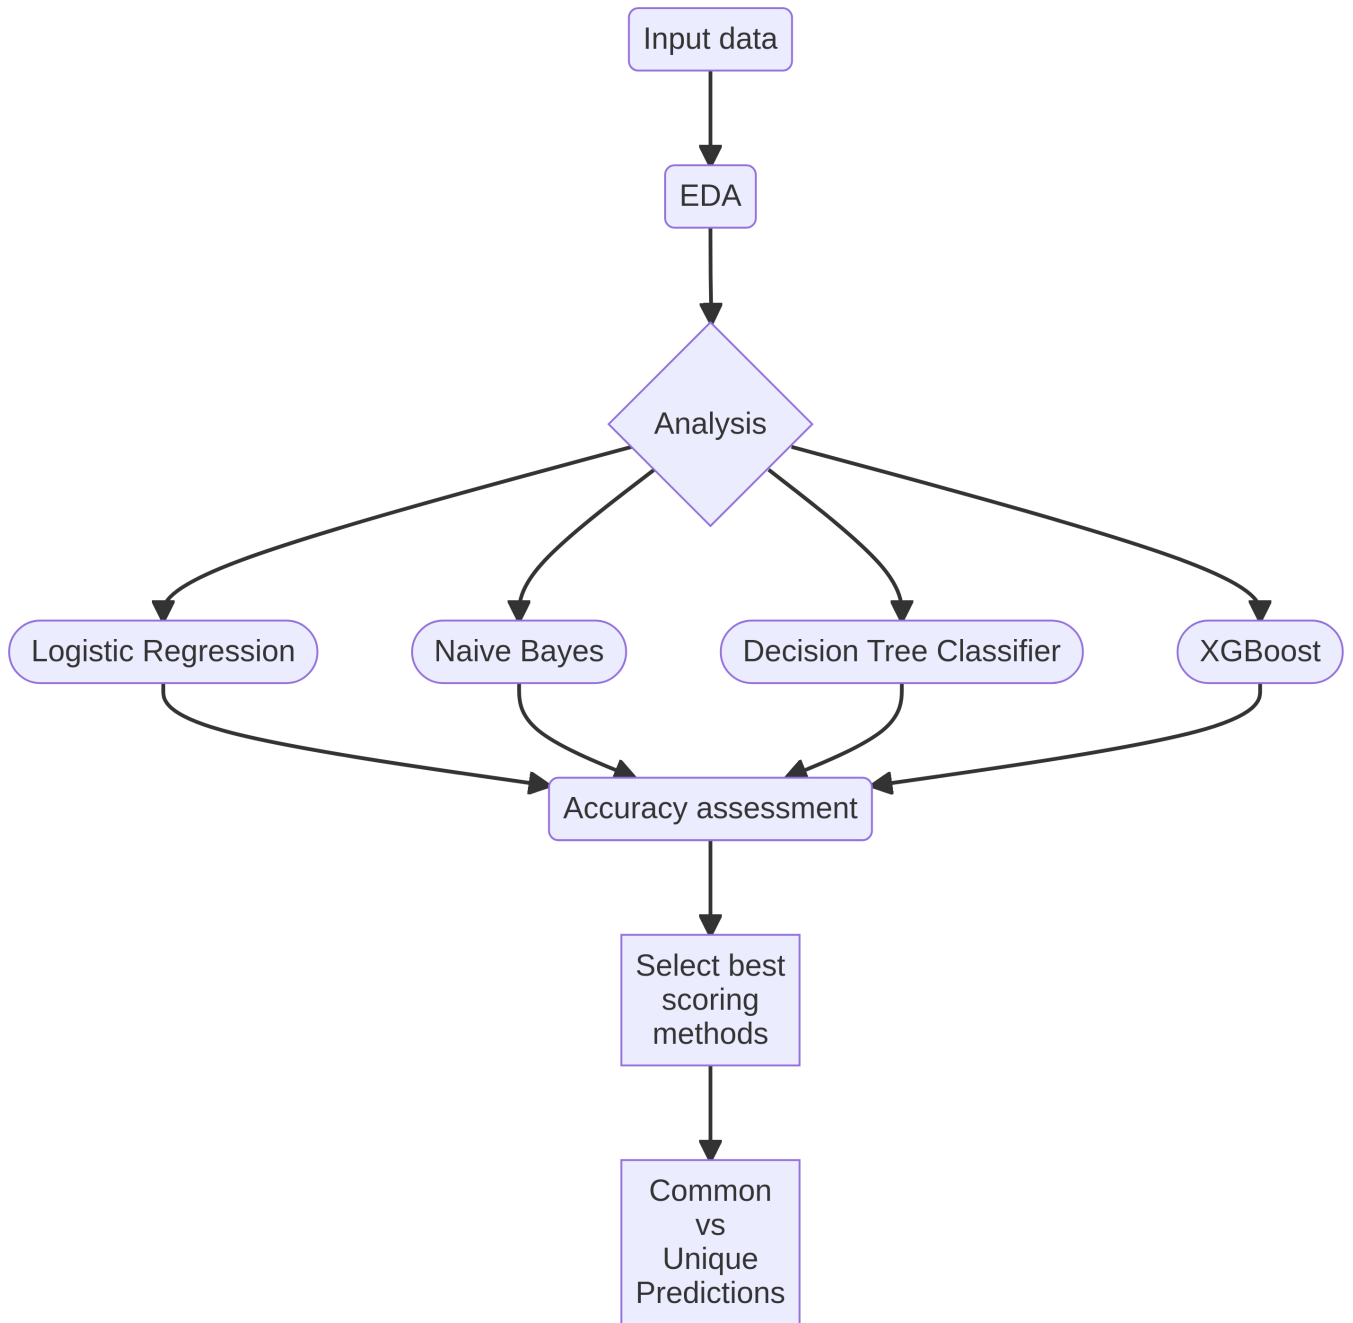 Input data
EDA
Analysis
Logistic Regression
Naive Bayes
Decision Tree Classifier
XGBoost
Accuracy assessment
Select best
scoring
methods
Common
vs
Unique
Predictions